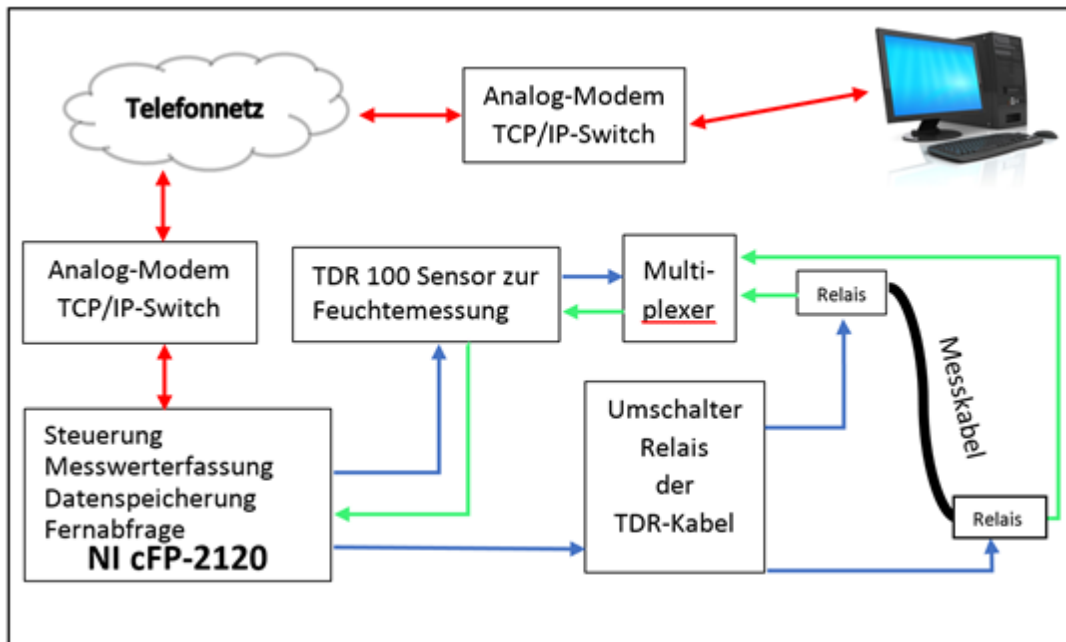 Telefonnetz
Analog-Modem
TCP/IP-Switch
Analog-Modem
TCP/IP-Switch
TDR 100 Sensor zur
Feuchtemessung
Multi-
plexer
Relais
Messkabel
Steuerung
Messwerterfassung
Datenspeicherung
Fernabfrage
NI cFP-2120
Umschalter
Relais
der
TDR-Kabel
Relais